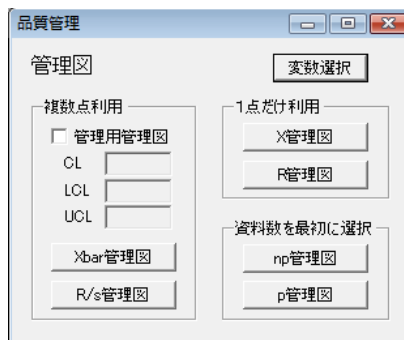 品質管理
管理図
変数選択
複数点利用
管理用管理図
CL
LCL
UCL
Xbar管理図
R/s管理図
1点だけ利用
X管理図
R管理図
資料数を最初に選択
np管理図
p管理図